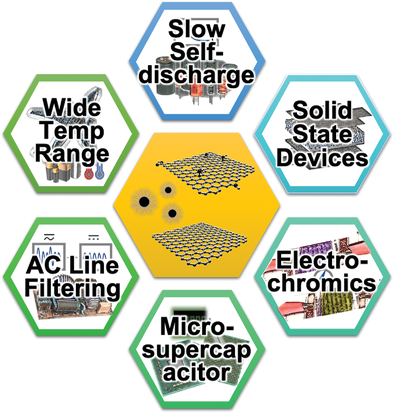 Slow
Self-
discharge
Wide
Temp
Range
Solid
State
Devices
AC Line
Filtering
Electro-
chromics
Micro-
supercap
acitor